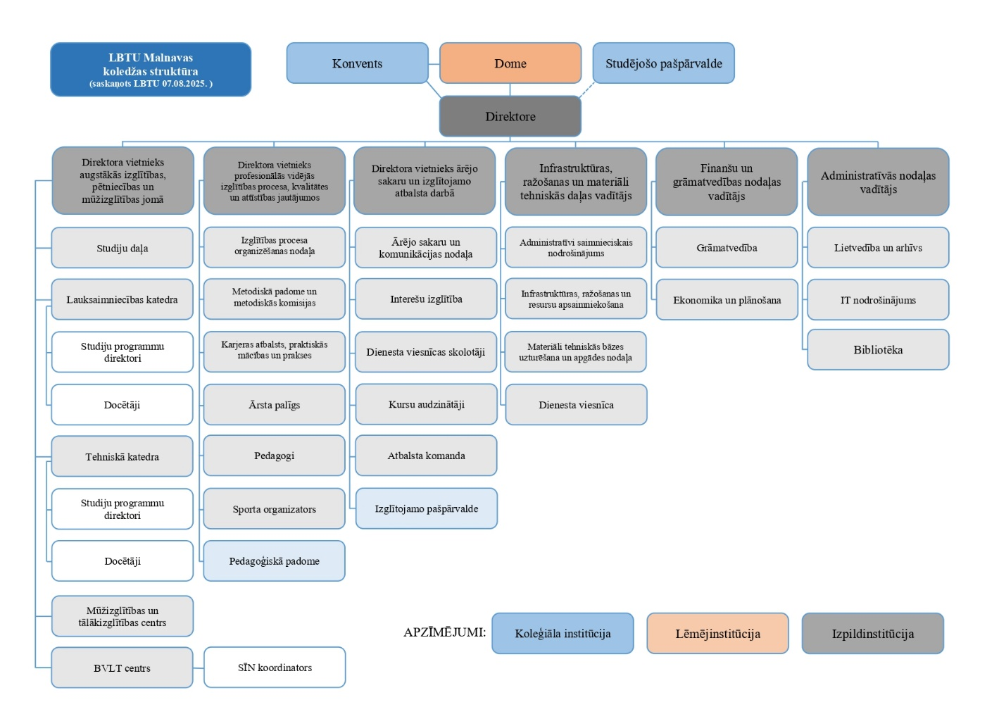 LBTU Malnavas
koledžas struktūra
(saskaņots LBTU 07.08.2025. )
Konvents
Dome
Studējošo pašpārvalde
Direktore
Direktora vietnieks
augstākās izglītības,
pētniecības un
mūžizglītības jomā
Direktora vietnieks
profesionālās vidējās
izglītības procesa, kvalitātes
un attīstības jautājumos
Direktora vietnieks ārējo
sakaru un izglītojamo
atbalsta darbā
Infrastruktūras,
ražošanas un materiāli
tehniskās daļas vadītājs
Finanšu un
grāmatvedības nodaļas
vadītājs
Administratīvās nodaļas
vadītājs
Studiju daļa
Lauksaimniecības katedra
Studiju programmu
direktori
Docētāji
Tehniskā katedra
Studiju programmu
direktori
Docētāji
Mūžizglītības un
tālākizglītības centrs
BVLT centrs
SĪN koordinators
Izglītības procesa
organizēšanas nodaļa
Metodiskā padome un
metodiskās komisijas
Karjeras atbalsts, praktiskās
mācības un prakses
Ārsta palīgs
Pedagogi
Sporta organizators
Pedagoģiskā padome
Ārējo sakaru un
komunikācijas nodaļa
Interešu izglītība
Dienesta viesnīcas skolotāji
Kursu audzinātāji
Atbalsta komanda
Izglītojamo pašpārvalde
Administratīvi saimnieciskais
nodrošinājums
Infrastruktūras, ražošanas un
resursu apsaimniekošana
Materiāli tehniskās bāzes
uzturēšana un apgādes nodaļa
Dienesta viesnīca
Grāmatvedība
Ekonomika un plānošana
Lietvedība un arhīvs
IT nodrošinājums
Bibliotēka
APZĪMĒJUMI:
Koleģiāla institūcija
Lēmējinstitūcija
Izpildinstitūcija